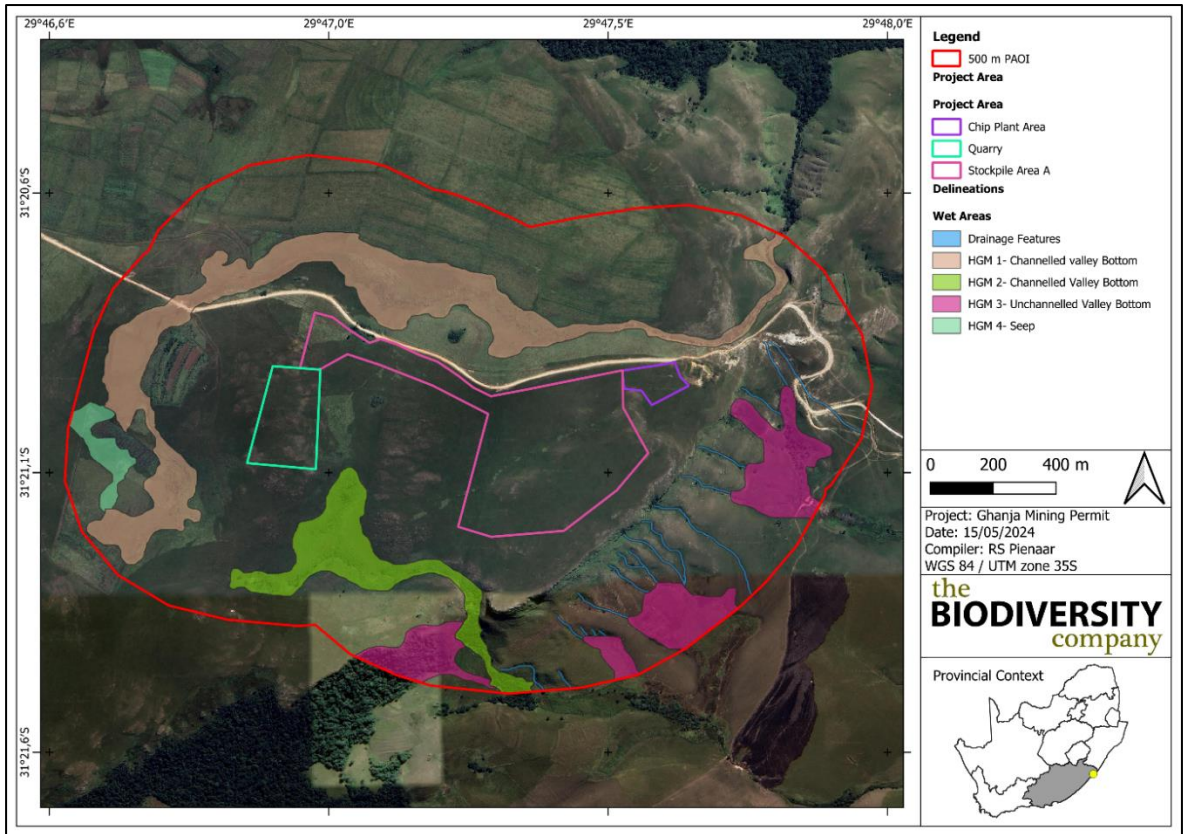 29°46,6'E
29°47,0'E
29°47,5'E
29°48,0'E
31°20,6'S
31°21,1'S
31°21,6'S
Legend
500 m PAOI
Project Area
Project Area
Chip Plant Area
Quarry
Stockpile Area A
Delineations
Wet Areas
Drainage Features
HGM 1- Channelled valley Bottom
HGM 2- Channelled Valley Bottom
HGM 3- Unchannelled Valley Bottom
HGM 4- Seep
0 200 400 m
Project: Ghanja Mining Permit
Date: 15/05/2024
Compiler: RS Pienaar
WGS 84 / UTM zone 35S
the
BIODIVERSITY
company
Provincial Context